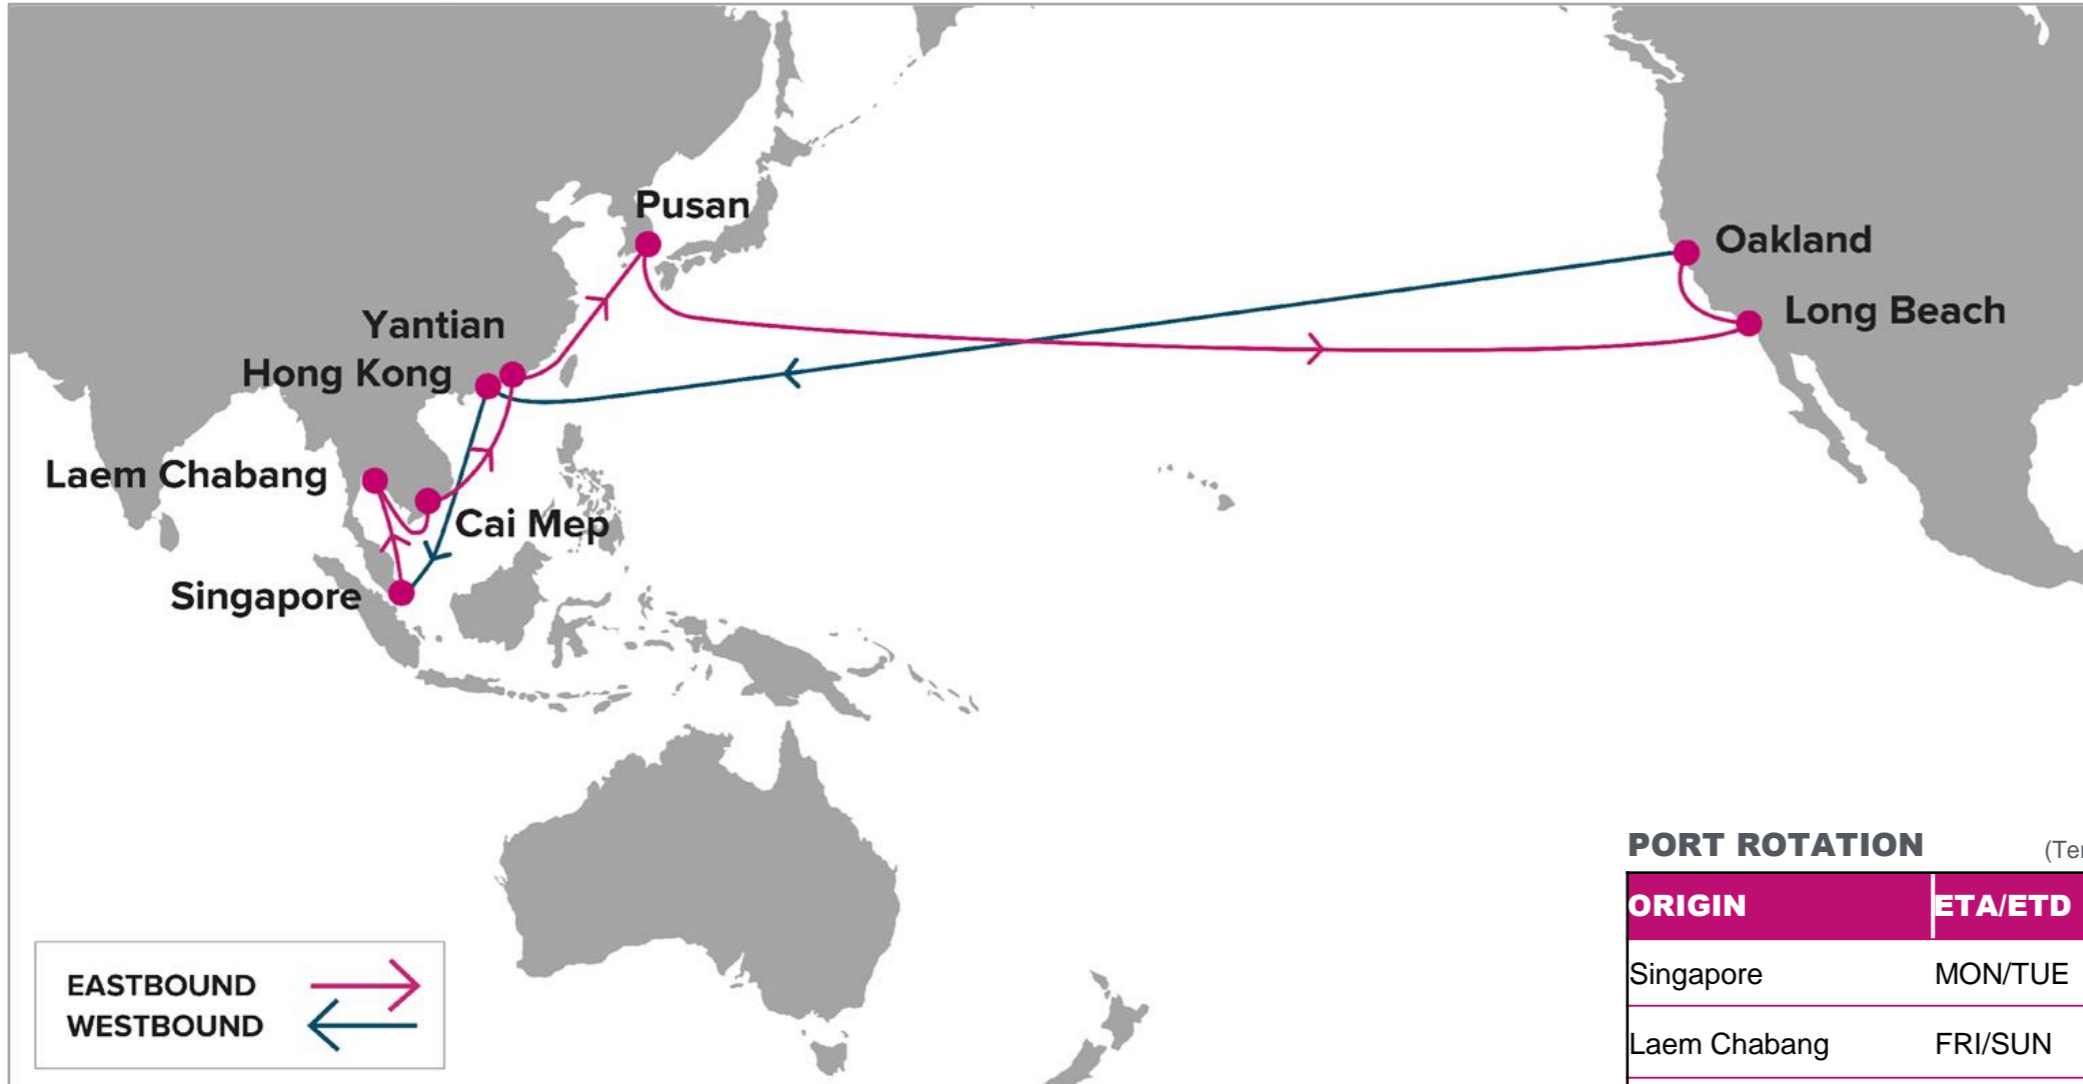 Pusan
Oakland
Long Beach
Yantian
Hong Kong
Laem Chabang
Cai Mep
Singapore
PORT ROTATION (Ter
ORIGIN ETA/ETD
Singapore MON/TUE
Laem Chabang FRI/SUN
EASTBOUND
WESTBOUND